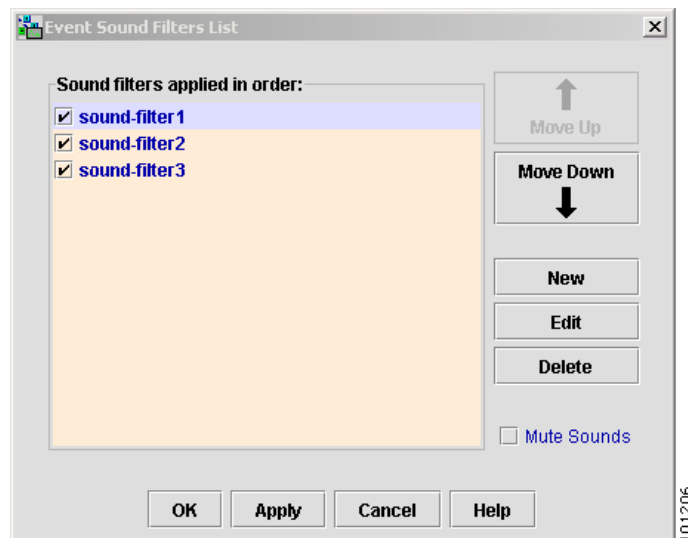 Event Sound Filters List
Sound filters applied in order:
sound-filter1
sound-filter2
sound-filter3
Move Up
Move Down
New
Edit
Delete
Mute Sounds
OK Apply Cancel Help
101206